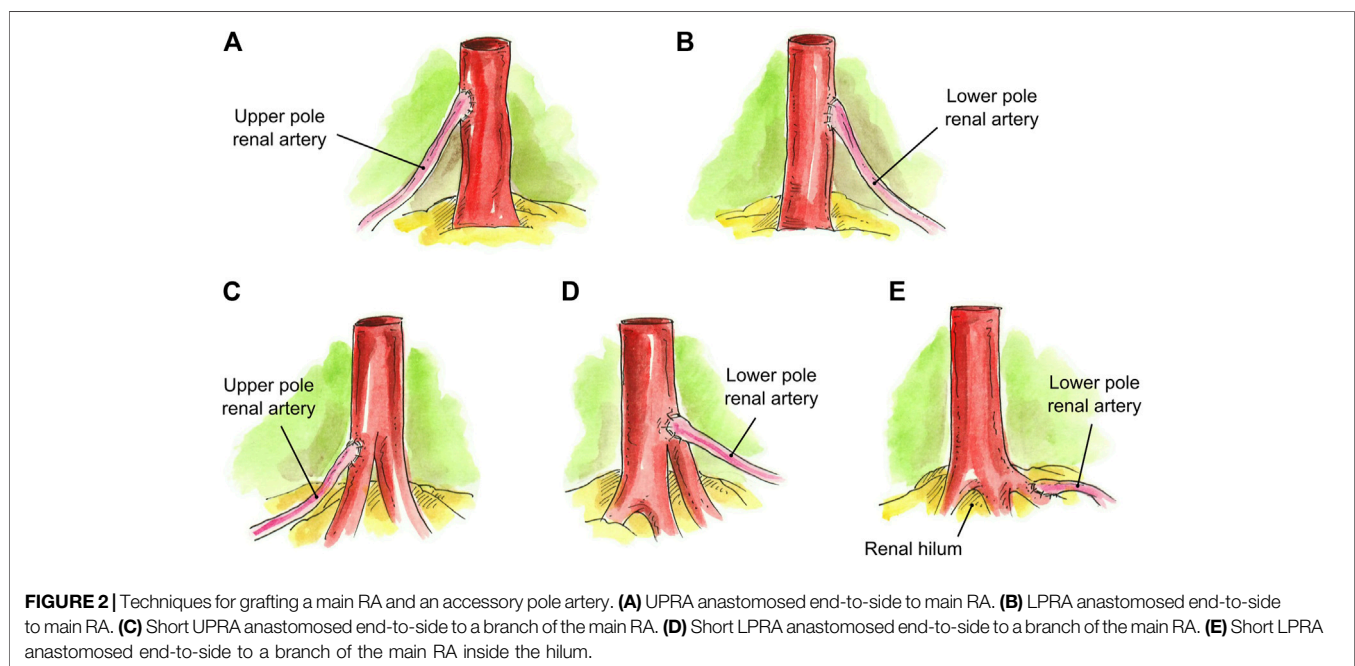 A
B
Upper pole
renal artery
Lower pole
renal artery
C
D
E
Upper pole
renal artery
Lower pole
renal artery
Lower pole
renal artery
Renal hilum
FIGURE 2 | Techniques for grafting a main RA and an accessory pole artery. (A) UPRA anastomosed end-to-side to main RA. (B) LPRA anastomosed end-to-side
to main RA. (C) Short UPRA anastomosed end-to-side to a branch of the main RA. (D) Short LPRA anastomosed end-to-side to a branch of the main RA. (E) Short LPRA
anastomosed end-to-side to a branch of the main RA inside the hilum.